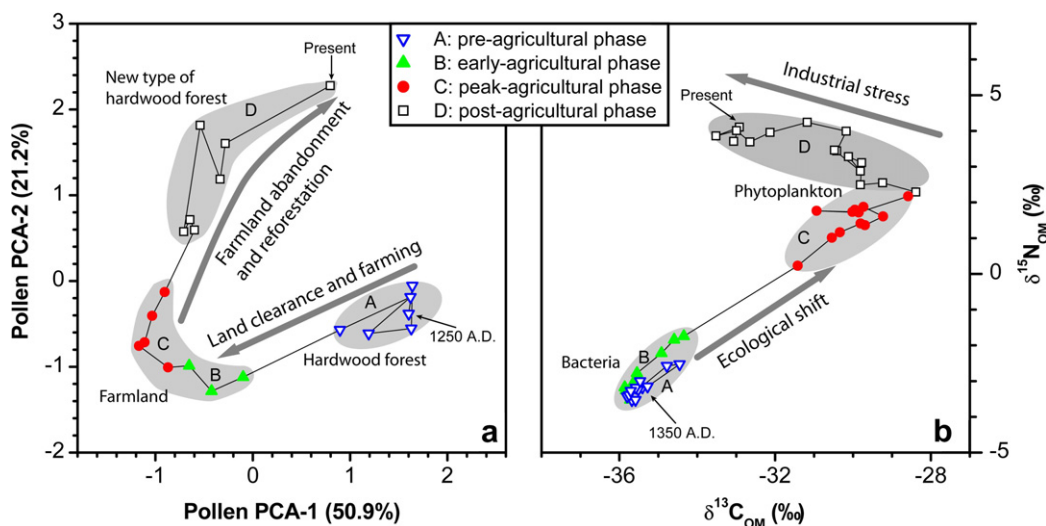 A: pre-agricultural phase
B: early-agricultural phase
C: peak-agricultural phase
D: post-agricultural phase
3
2
1
0
-1
-2
Pollen PCA-2 (21.2%)
-1
0
1
2
Pollen PCA-1 (50.9%)
Present
New type of
hardwood forest
D
Farmland abandonment
and reforestation
Land clearance and farming
A
1250 A.D.
Hardwood forest
C
B
Farmland
a
Industrial stress
Present
D
Phytoplankton
C
Ecological shift
Bacteria
B
A
1350 A.D.
b
5
0
-5
δ¹⁵N_OM (‰)
-36
-32
-28
δ¹³C_OM (‰)